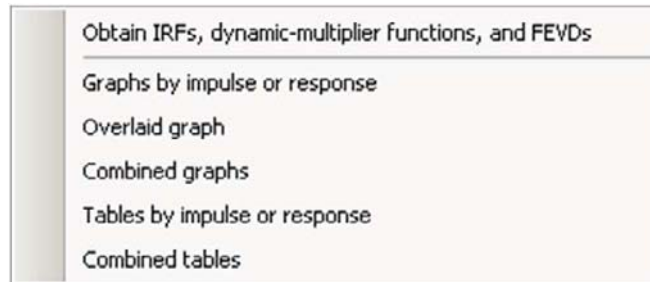 Obtain IRFs, dynamic-multiplier functions, and FEVDs
Graphs by impulse or response
Overlaid graph
Combined graphs
Tables by impulse or response
Combined tables